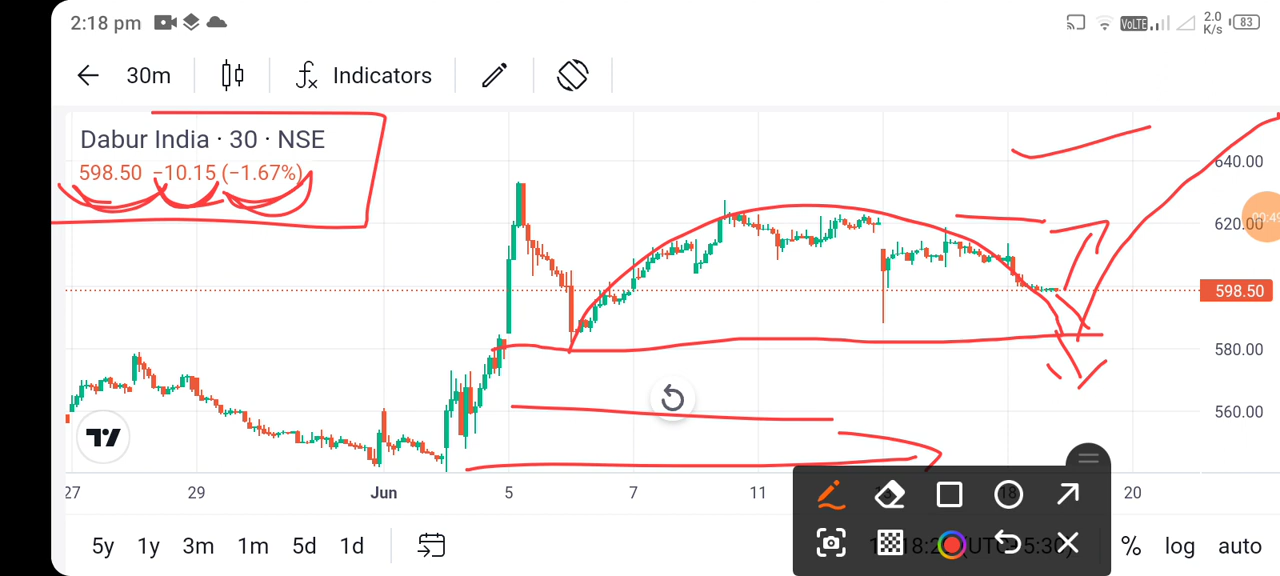 2:18 pm VoLTE 2.0 K/s 83
30m Indicators
Dabur India · 30 · NSE
598.50 −10.15 (−1.67%)
640.00
620.00
598.50
580.00
560.00
27 29 Jun 5 7 11 18 20
5y 1y 3m 1m 5d 1d % log auto